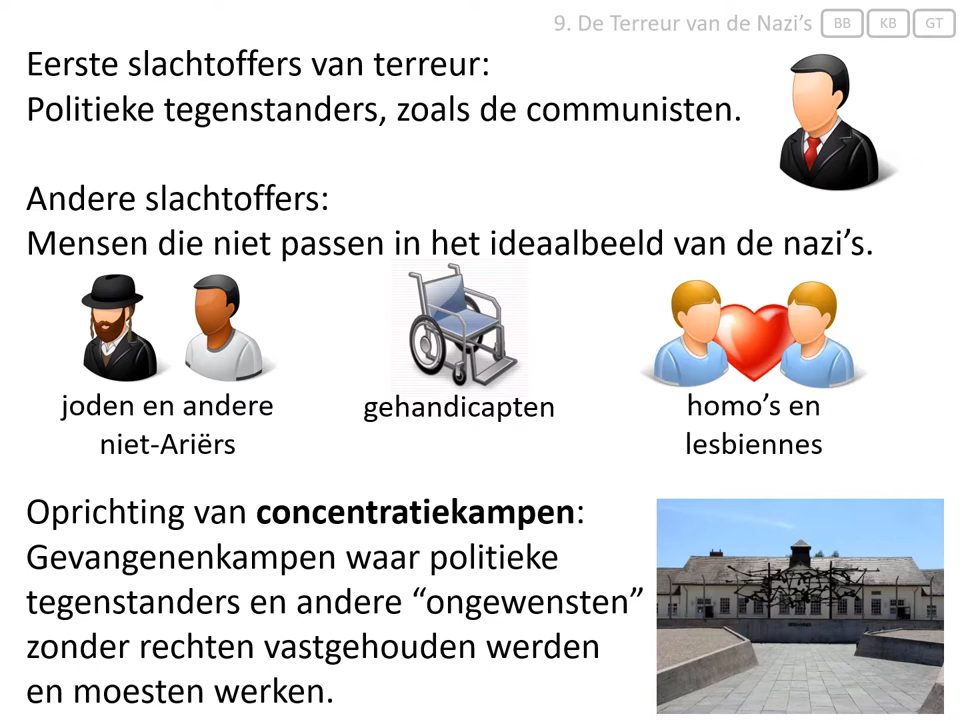 9. De Terreur van de Nazi’s BB KB GT
Eerste slachtoffers van terreur:
Politieke tegenstanders, zoals de communisten.
Andere slachtoffers:
Mensen die niet passen in het ideaalbeeld van de nazi’s.
joden en andere
niet-Ariërs
gehandicapten
homo’s en
lesbiennes
Oprichting van concentratiekampen:
Gevangenenkampen waar politieke
tegenstanders en andere “ongewensten”
zonder rechten vastgehouden werden
en moesten werken.